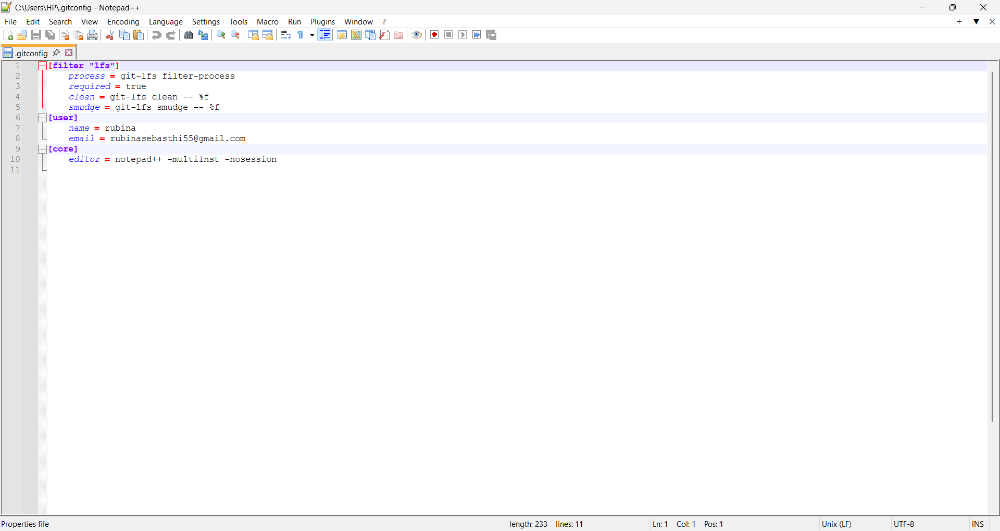 C:\Users\HP\.gitconfig - Notepad++
File Edit Search View Encoding Language Settings Tools Macro Run Plugins Window ?
.gitconfig
1 [filter "lfs"]
2 process = git-lfs filter-process
3 required = true
4 clean = git-lfs clean -- %f
5 smudge = git-lfs smudge -- %f
6 [user]
7 name = rubina
8 email = rubinasebasthi55@gmail.com
9 [core]
10 editor = notepad++ -multiInst -nosession
11
Properties file length: 233 lines: 11 Ln: 1 Col: 1 Pos: 1 Unix (LF) UTF-8 INS